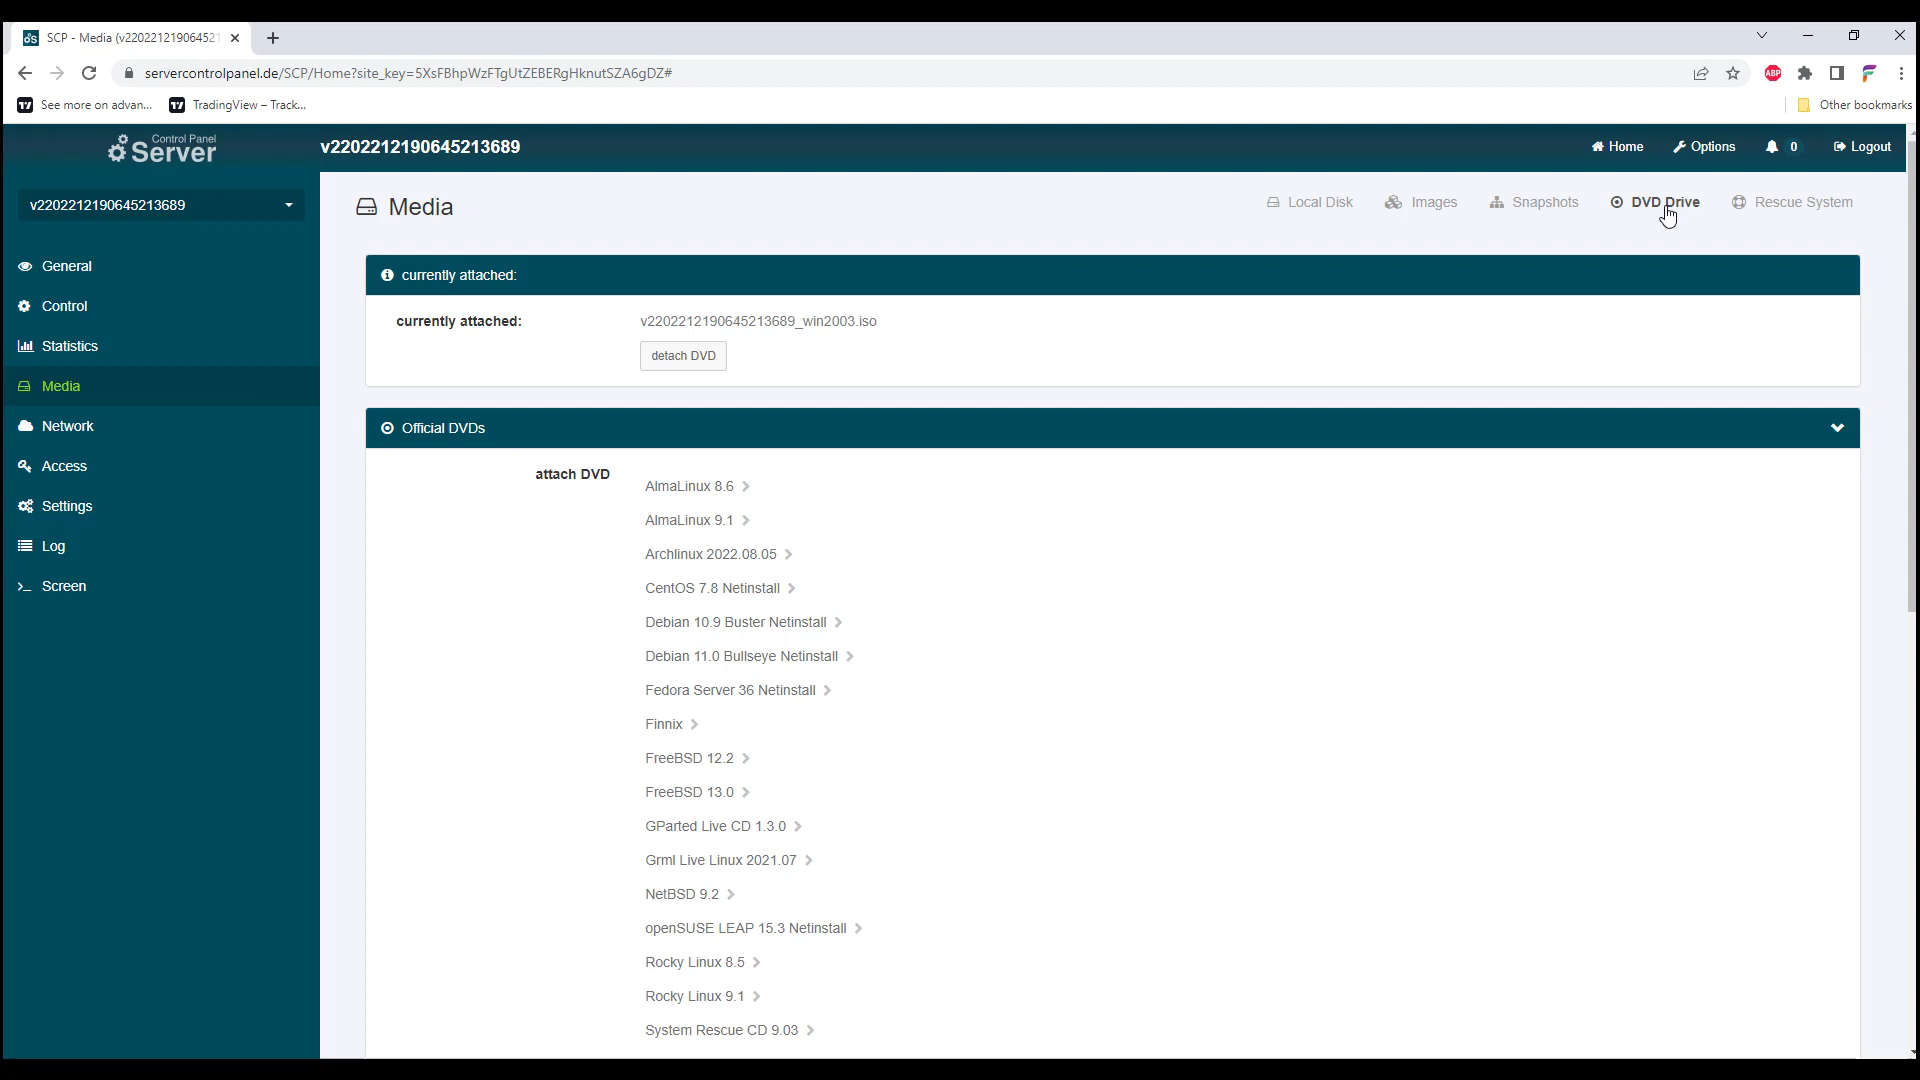 SCP - Media (v22022121906452
servercontrolpanel.de/SCP/Home?site_key=5XsFBhpWzFTgUtZEBERgHknutSZA6gDZ#
ABP
See more on advan...
TradingView – Track...
Other bookmarks
Control Panel
Server
v2202212190645213689
Home
Options
0
Logout
v2202212190645213689
Media
Local Disk
Images
Snapshots
DVD Drive
Rescue System
General
Control
Statistics
Media
Network
Access
Settings
Log
Screen
currently attached:
currently attached:
v2202212190645213689_win2003.iso
detach DVD
Official DVDs
attach DVD
AlmaLinux 8.6
AlmaLinux 9.1
Archlinux 2022.08.05
CentOS 7.8 Netinstall
Debian 10.9 Buster Netinstall
Debian 11.0 Bullseye Netinstall
Fedora Server 36 Netinstall
Finnix
FreeBSD 12.2
FreeBSD 13.0
GParted Live CD 1.3.0
Grml Live Linux 2021.07
NetBSD 9.2
openSUSE LEAP 15.3 Netinstall
Rocky Linux 8.5
Rocky Linux 9.1
System Rescue CD 9.03